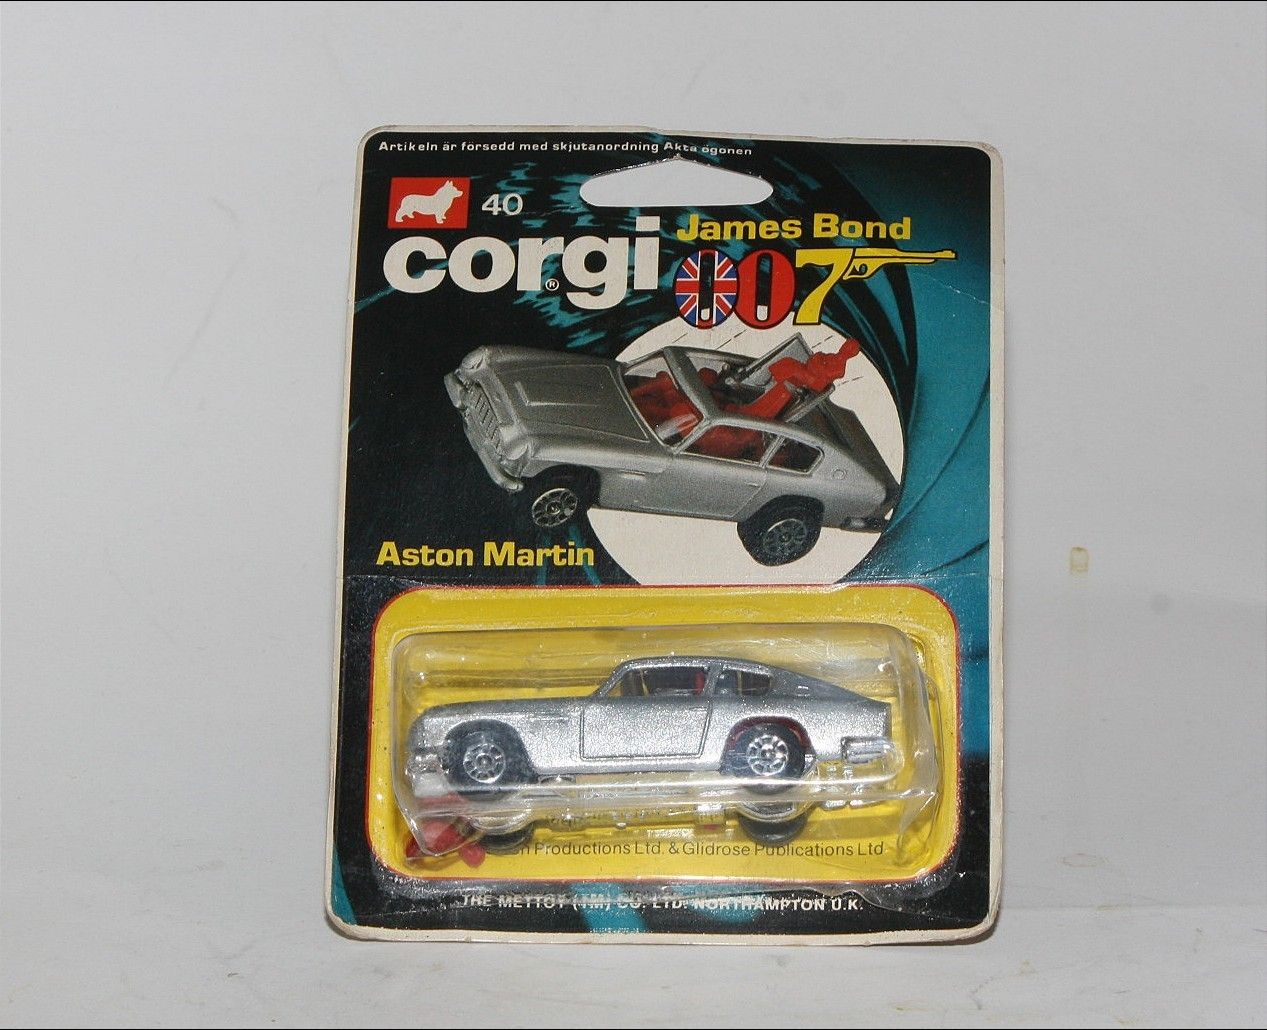 Artikeln är försedd med skjutanordning Akta ögonen
40
corgi®
James Bond
007
Aston Martin
Productions Ltd. & Glidrose Publications Ltd.
THE METTOY (TM) CO. LTD. NORTHAMPTON U.K.